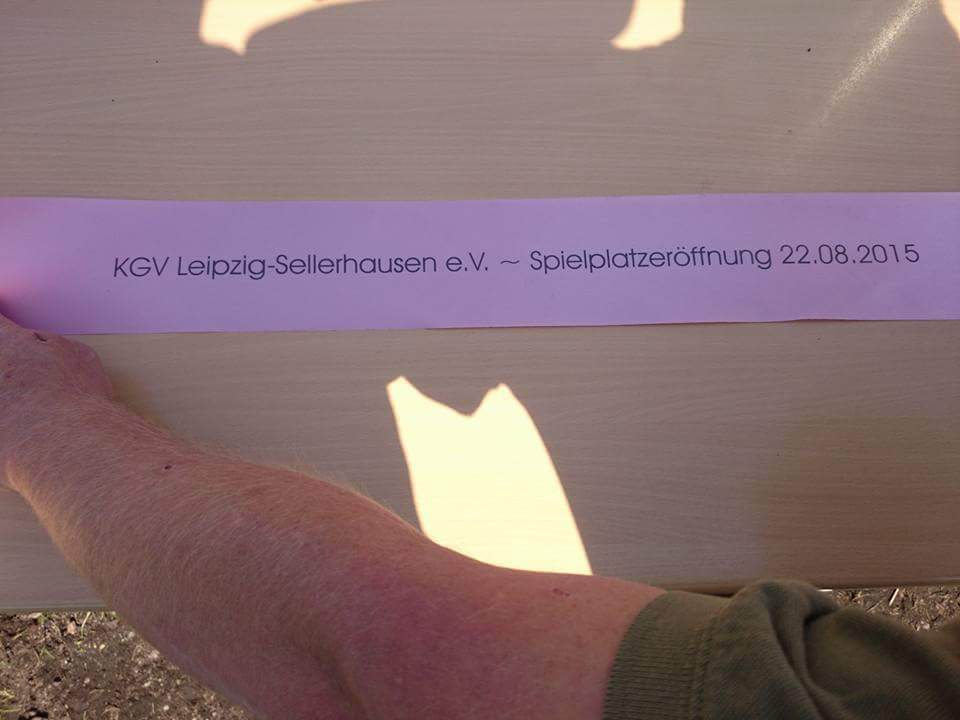 KGV Leipzig-Sellerhausen e.V. ~ Spielplatzeröffnung 22.08.2015